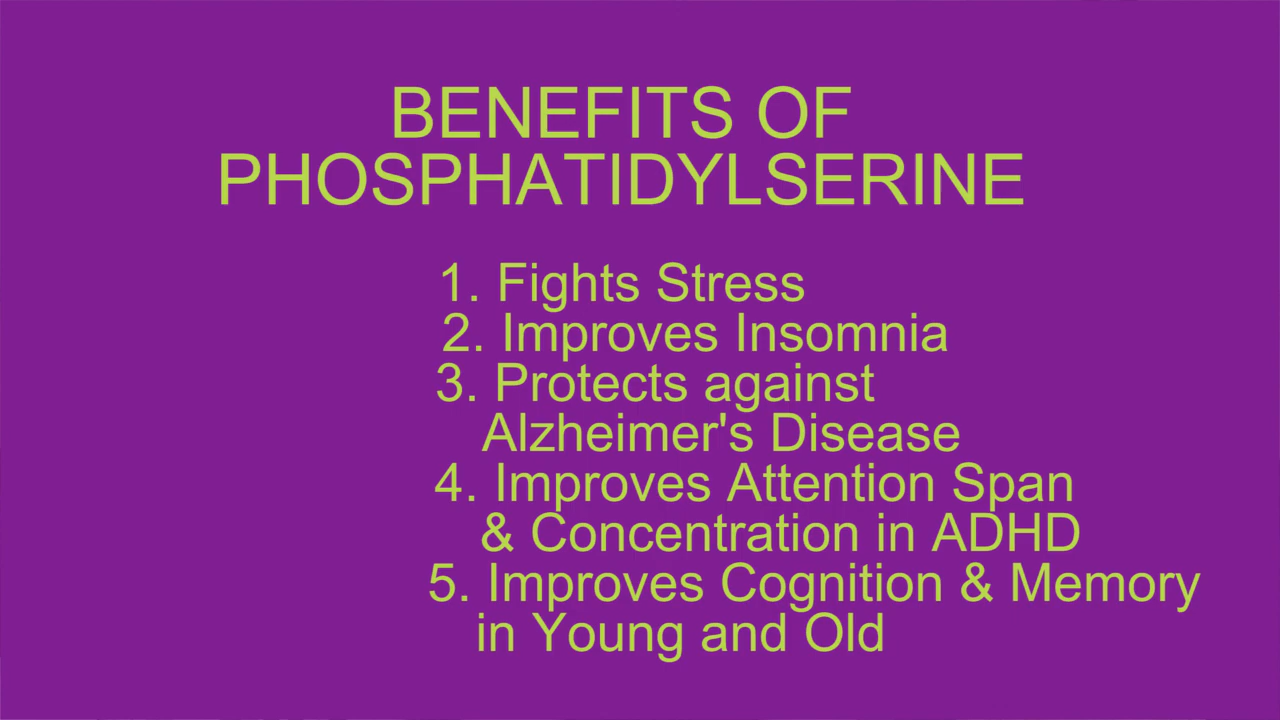 BENEFITS OF
PHOSPHATIDYLSERINE
1. Fights Stress
2. Improves Insomnia
3. Protects against
Alzheimer's Disease
4. Improves Attention Span
& Concentration in ADHD
5. Improves Cognition & Memory
in Young and Old